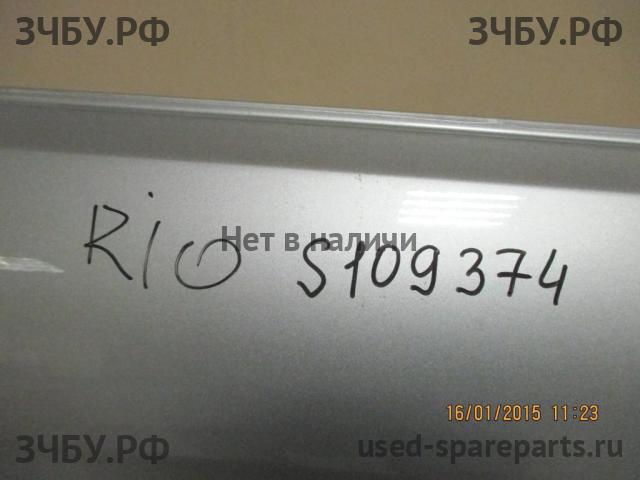 ЗЧБУ.РФ ЗЧБУ.РФ
Нет в наличии
Rio S109374
16/01/2015 11:23
ЗЧБУ.РФ used-spareparts.ru